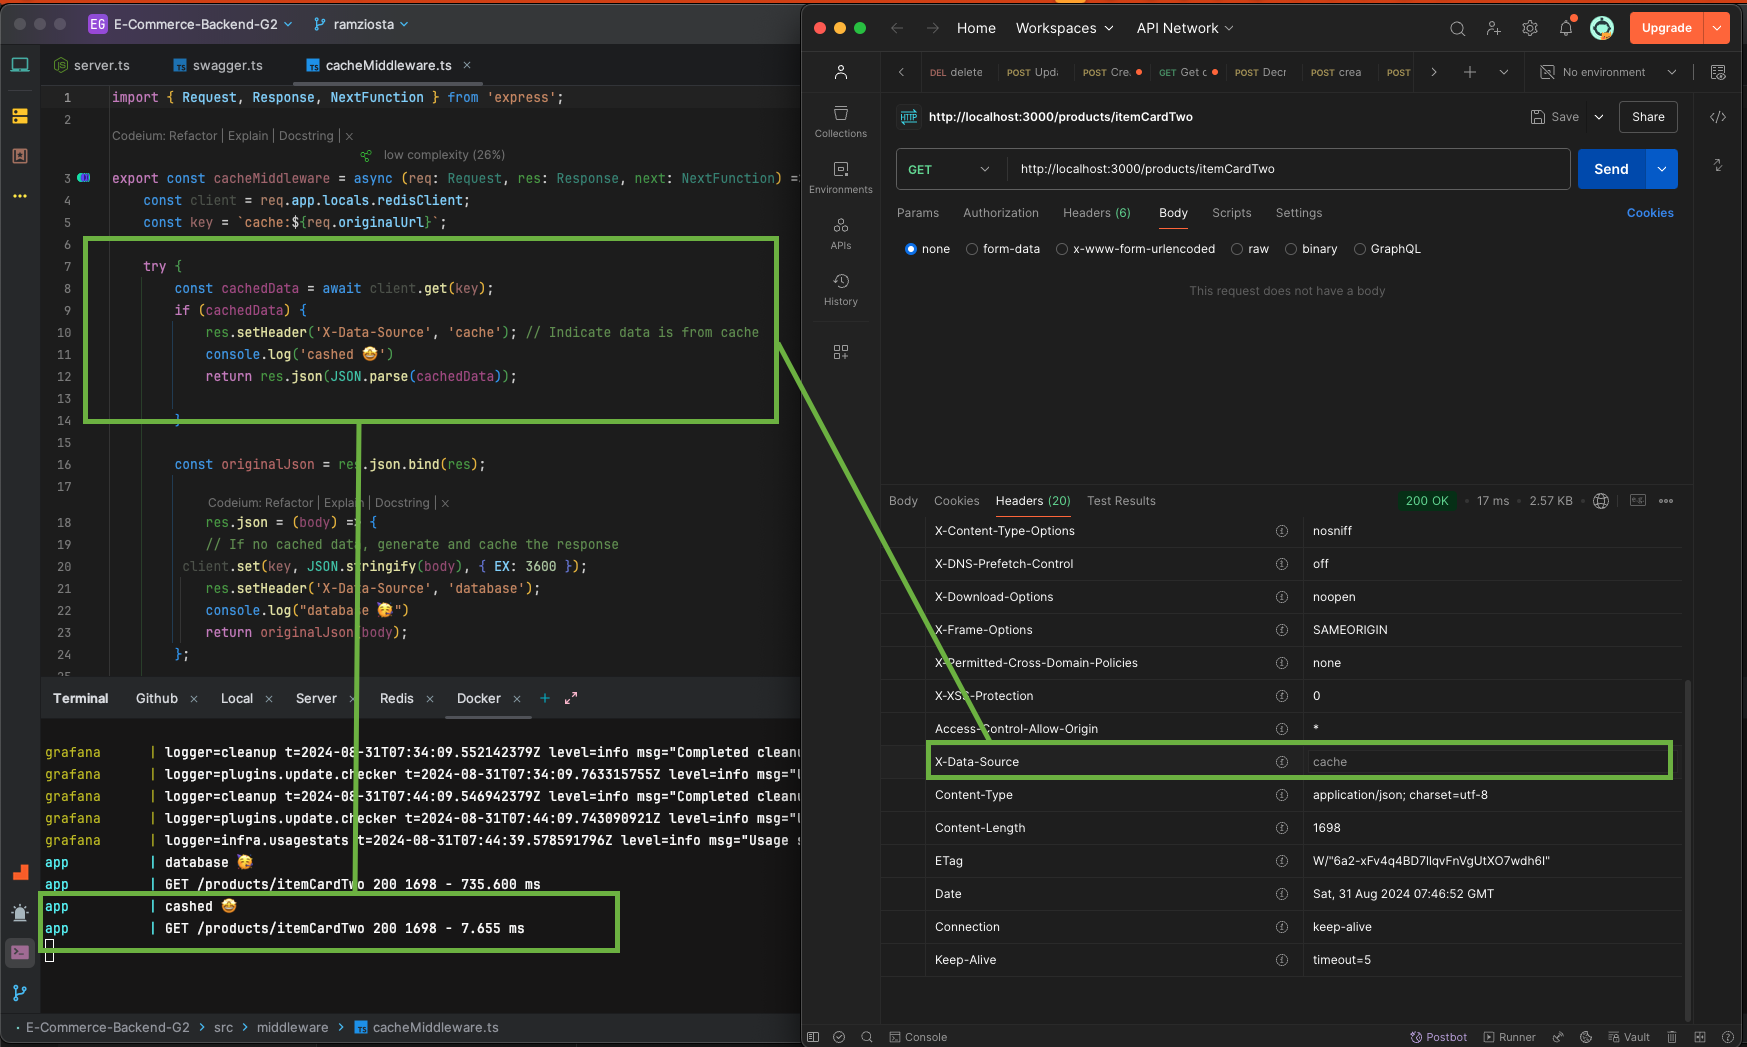 EG E-Commerce-Backend-G2 ramziosta
server.ts swagger.ts cacheMiddleware.ts ×
1 import { Request, Response, NextFunction } from 'express';
2
Codeium: Refactor | Explain | Docstring | ×
low complexity (26%)
3 export const cacheMiddleware = async (req: Request, res: Response, next: NextFunction) =
4 const client = req.app.locals.redisClient;
5 const key = `cache:${req.originalUrl}`;
6
7 try {
8 const cachedData = await client.get(key);
9 if (cachedData) {
10 res.setHeader('X-Data-Source', 'cache'); // Indicate data is from cache
11 console.log('cashed 🤩')
12 return res.json(JSON.parse(cachedData));
13
14 }
15
16 const originalJson = res.json.bind(res);
17
Codeium: Refactor | Explain | Docstring | ×
18 res.json = (body) => {
19 // If no cached data, generate and cache the response
20 client.set(key, JSON.stringify(body), { EX: 3600 });
21 res.setHeader('X-Data-Source', 'database');
22 console.log("database 🥳")
23 return originalJson(body);
24 };
25
Terminal Github × Local × Server × Redis × Docker × +
grafana | logger=cleanup t=2024-08-31T07:34:09.552142379Z level=info msg="Completed cleanu
grafana | logger=plugins.update.checker t=2024-08-31T07:34:09.763315755Z level=info msg="
grafana | logger=cleanup t=2024-08-31T07:44:09.546942379Z level=info msg="Completed cleanu
grafana | logger=plugins.update.checker t=2024-08-31T07:44:09.743090921Z level=info msg="
grafana | logger=infra.usagestats t=2024-08-31T07:44:39.578591796Z level=info msg="Usage s
app | database 🥳
app | GET /products/itemCardTwo 200 1698 - 735.600 ms
app | cashed 🤩
app | GET /products/itemCardTwo 200 1698 - 7.655 ms
E-Commerce-Backend-G2 > src > middleware > cacheMiddleware.ts
Home Workspaces API Network Upgrade
DEL delete POST Upda POST Cre GET Get c POST Decr POST crea POST No environment
Collections
Environments
APIs
History
HTTP http://localhost:3000/products/itemCardTwo Save Share
GET http://localhost:3000/products/itemCardTwo Send
Params Authorization Headers (6) Body Scripts Settings Cookies
none form-data x-www-form-urlencoded raw binary GraphQL
This request does not have a body
Body Cookies Headers (20) Test Results 200 OK 17 ms 2.57 KB
X-Content-Type-Options nosniff
X-DNS-Prefetch-Control off
X-Download-Options noopen
X-Frame-Options SAMEORIGIN
X-Permitted-Cross-Domain-Policies none
X-XSS-Protection 0
Access-Control-Allow-Origin *
X-Data-Source cache
Content-Type application/json; charset=utf-8
Content-Length 1698
ETag
Date Sat, 31 Aug 2024 07:46:52 GMT
Connection keep-alive
Keep-Alive timeout=5
Console Postbot Runner Vault